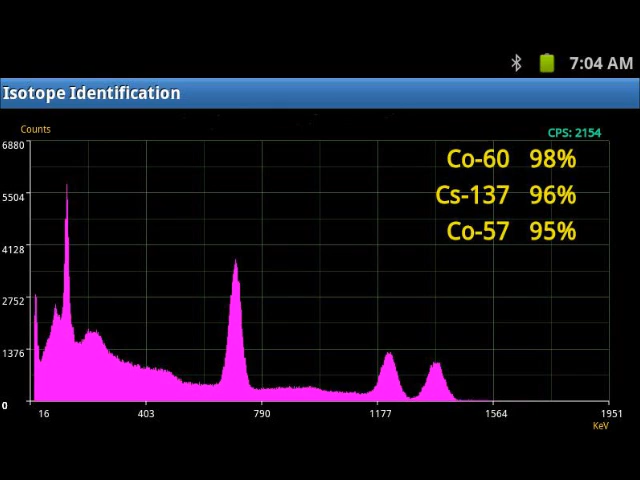 7:04 AM
Isotope Identification
Counts
CPS: 2154
6880
Co-60 98%
5504
Cs-137 96%
Co-57 95%
4128
2752
1376
0
16 403 790 1177 1564 1951
KeV